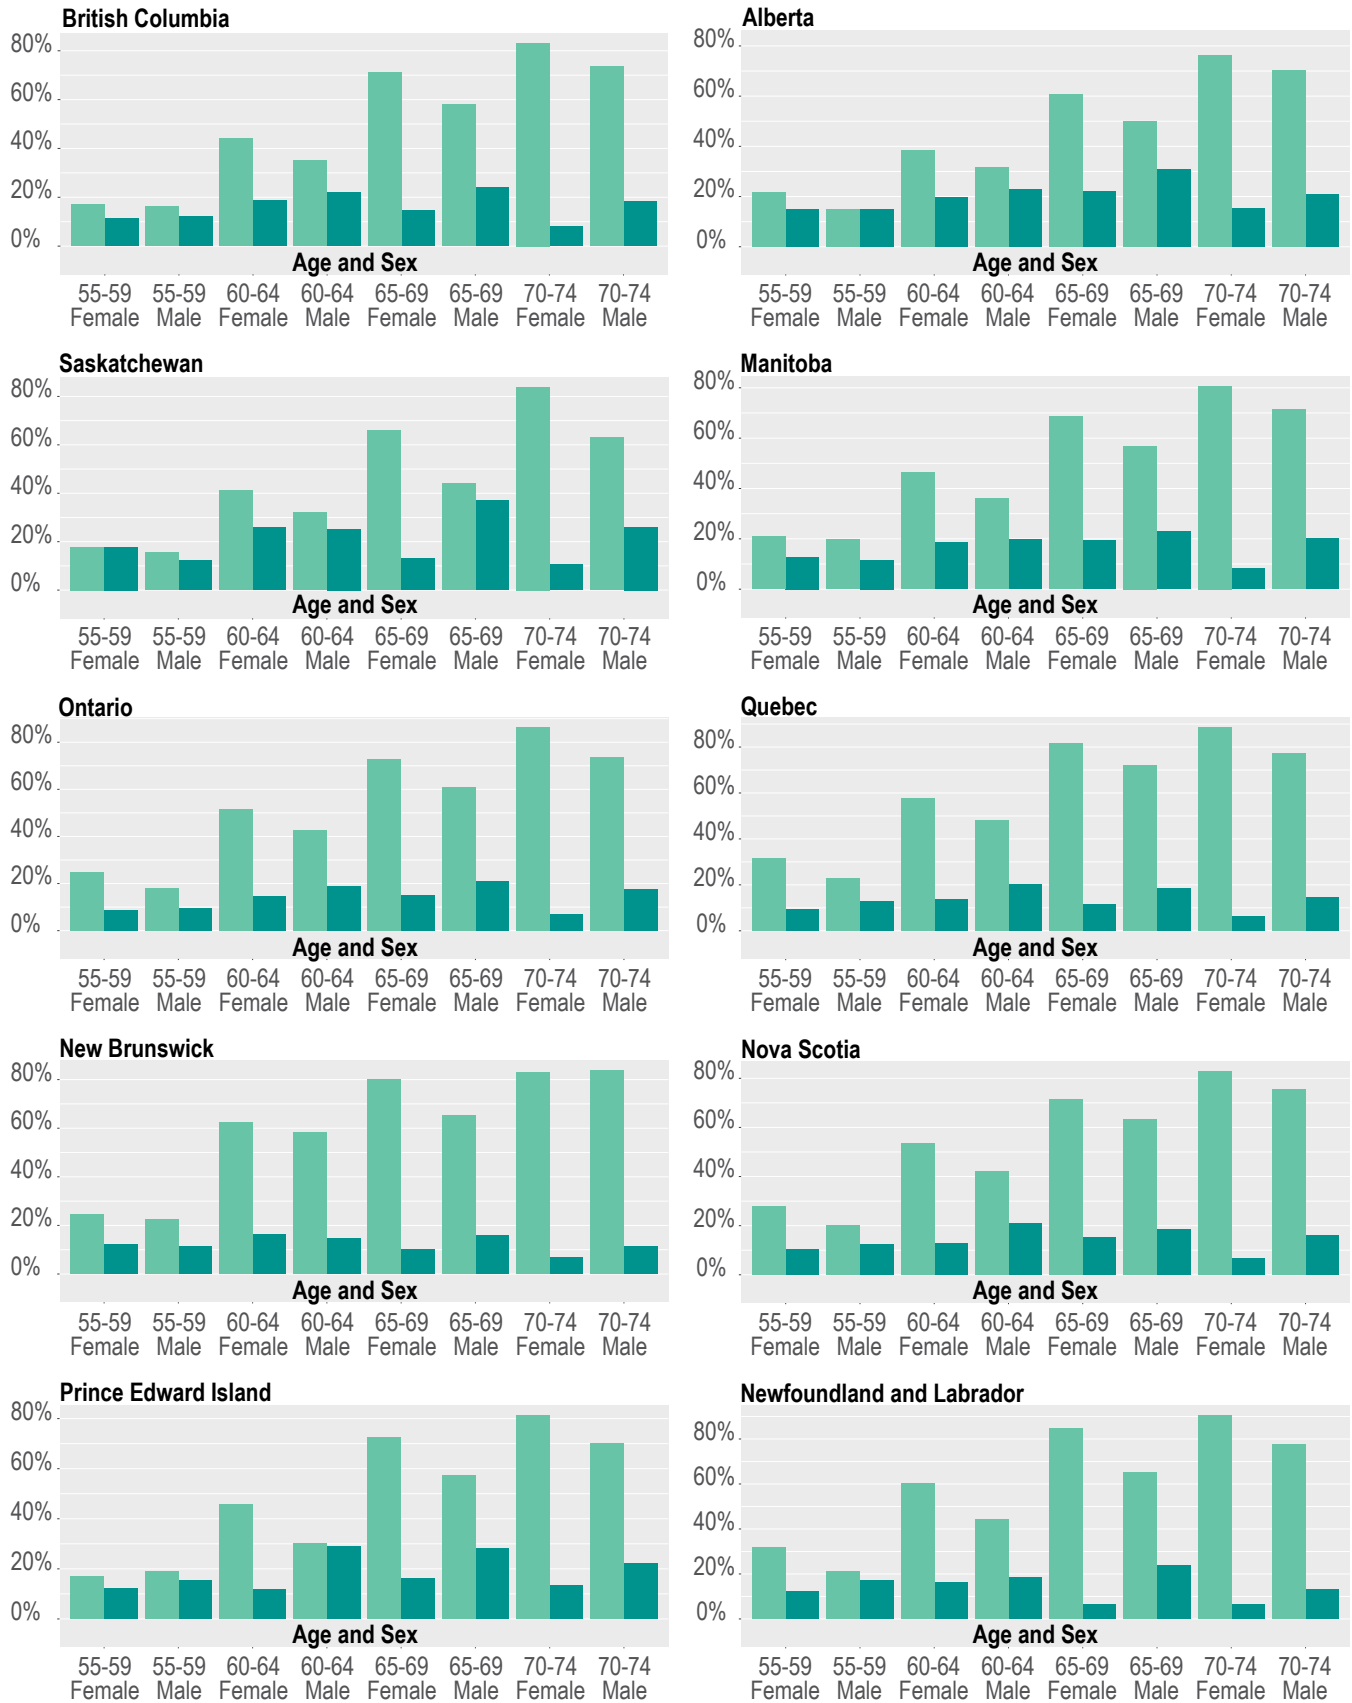 British Columbia
80%
60%
40%
20%
0%
Age and Sex
55-59 55-59 60-64 60-64 65-69 65-69 70-74 70-74
Female Male Female Male Female Male Female Male
Alberta
80%
60%
40%
20%
0%
Age and Sex
55-59 55-59 60-64 60-64 65-69 65-69 70-74 70-74
Female Male Female Male Female Male Female Male
Saskatchewan
80%
60%
40%
20%
0%
Age and Sex
55-59 55-59 60-64 60-64 65-69 65-69 70-74 70-74
Female Male Female Male Female Male Female Male
Manitoba
80%
60%
40%
20%
0%
Age and Sex
55-59 55-59 60-64 60-64 65-69 65-69 70-74 70-74
Female Male Female Male Female Male Female Male
Ontario
80%
60%
40%
20%
0%
Age and Sex
55-59 55-59 60-64 60-64 65-69 65-69 70-74 70-74
Female Male Female Male Female Male Female Male
Quebec
80%
60%
40%
20%
0%
Age and Sex
55-59 55-59 60-64 60-64 65-69 65-69 70-74 70-74
Female Male Female Male Female Male Female Male
New Brunswick
80%
60%
40%
20%
0%
Age and Sex
55-59 55-59 60-64 60-64 65-69 65-69 70-74 70-74
Female Male Female Male Female Male Female Male
Nova Scotia
80%
60%
40%
20%
0%
Age and Sex
55-59 55-59 60-64 60-64 65-69 65-69 70-74 70-74
Female Male Female Male Female Male Female Male
Prince Edward Island
80%
60%
40%
20%
0%
Age and Sex
55-59 55-59 60-64 60-64 65-69 65-69 70-74 70-74
Female Male Female Male Female Male Female Male
Newfoundland and Labrador
80%
60%
40%
20%
0%
Age and Sex
55-59 55-59 60-64 60-64 65-69 65-69 70-74 70-74
Female Male Female Male Female Male Female Male